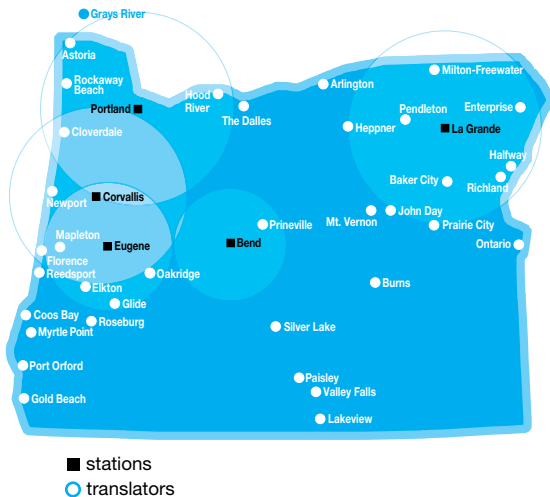 Grays River
Astoria
Milton-Freewater
Rockaway
Beach
Arlington
Hood
River
Portland
The Dalles
Pendleton
Enterprise
Heppner
La Grande
Cloverdale
Halfway
Baker City
Richland
Corvallis
Newport
Mt. Vernon
John Day
Prineville
Prairie City
Mapleton
Eugene
Bend
Ontario
Florence
Reedsport
Oakridge
Elkton
Burns
Glide
Coos Bay
Roseburg
Myrtle Point
Silver Lake
Port Orford
Paisley
Valley Falls
Gold Beach
Lakeview
stations
translators